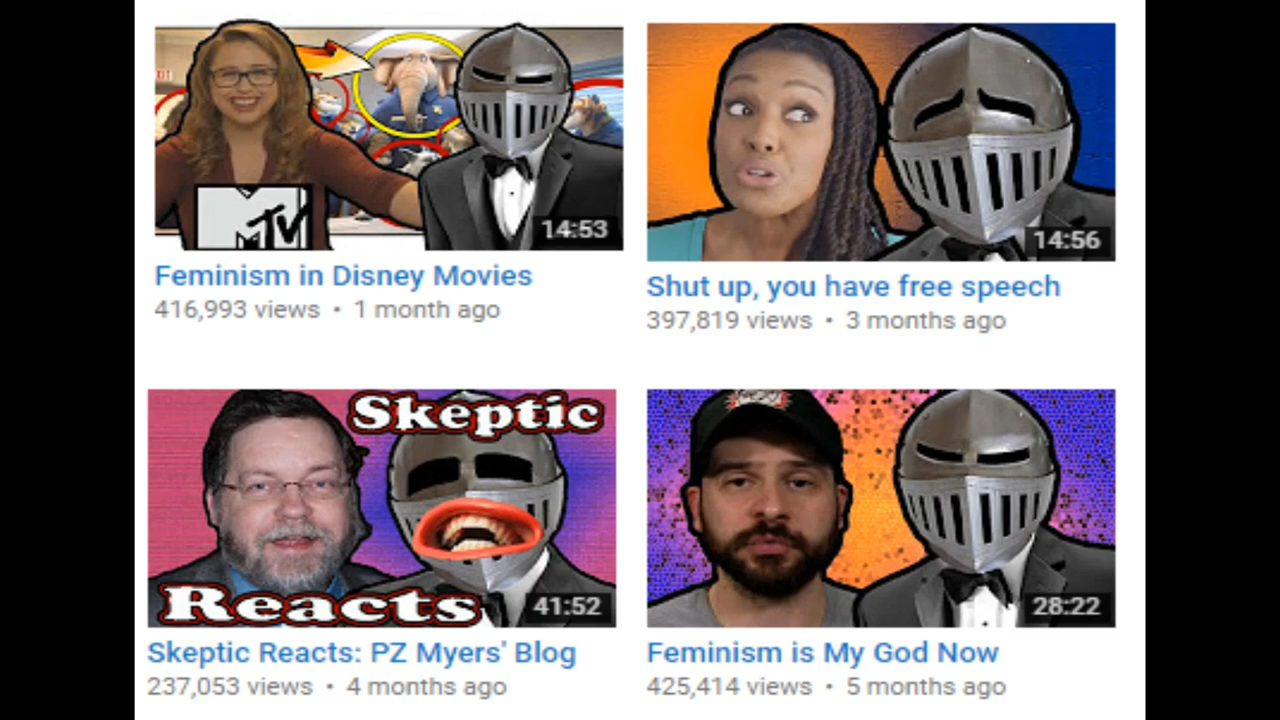 MTV
14:53
Feminism in Disney Movies
416,993 views • 1 month ago
14:56
Shut up, you have free speech
397,819 views • 3 months ago
Skeptic
Reacts
41:52
Skeptic Reacts: PZ Myers' Blog
237,053 views • 4 months ago
28:22
Feminism is My God Now
425,414 views • 5 months ago